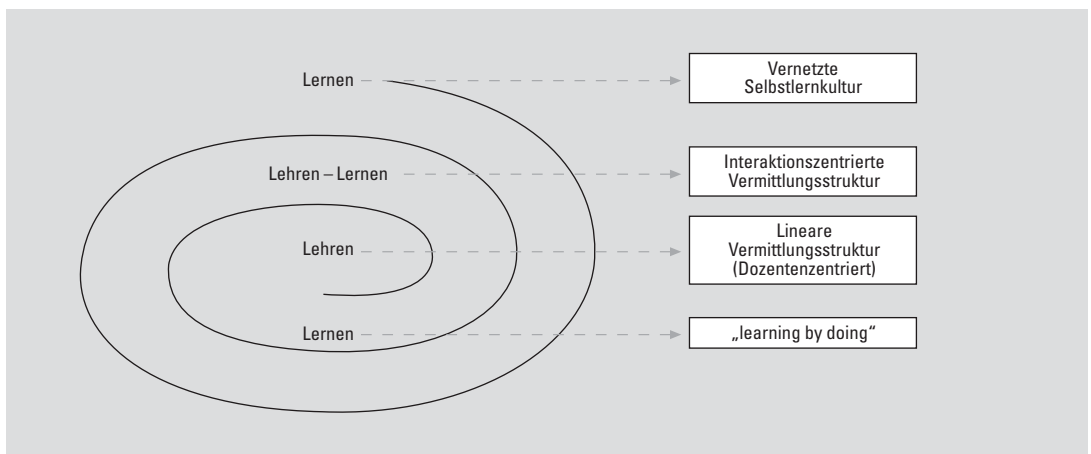 Lernen
Vernetzte
Selbstlernkultur
Lehren – Lernen
Interaktionszentrierte
Vermittlungsstruktur
Lehren
Lineare
Vermittlungsstruktur
(Dozentenzentriert)
Lernen
„learning by doing“